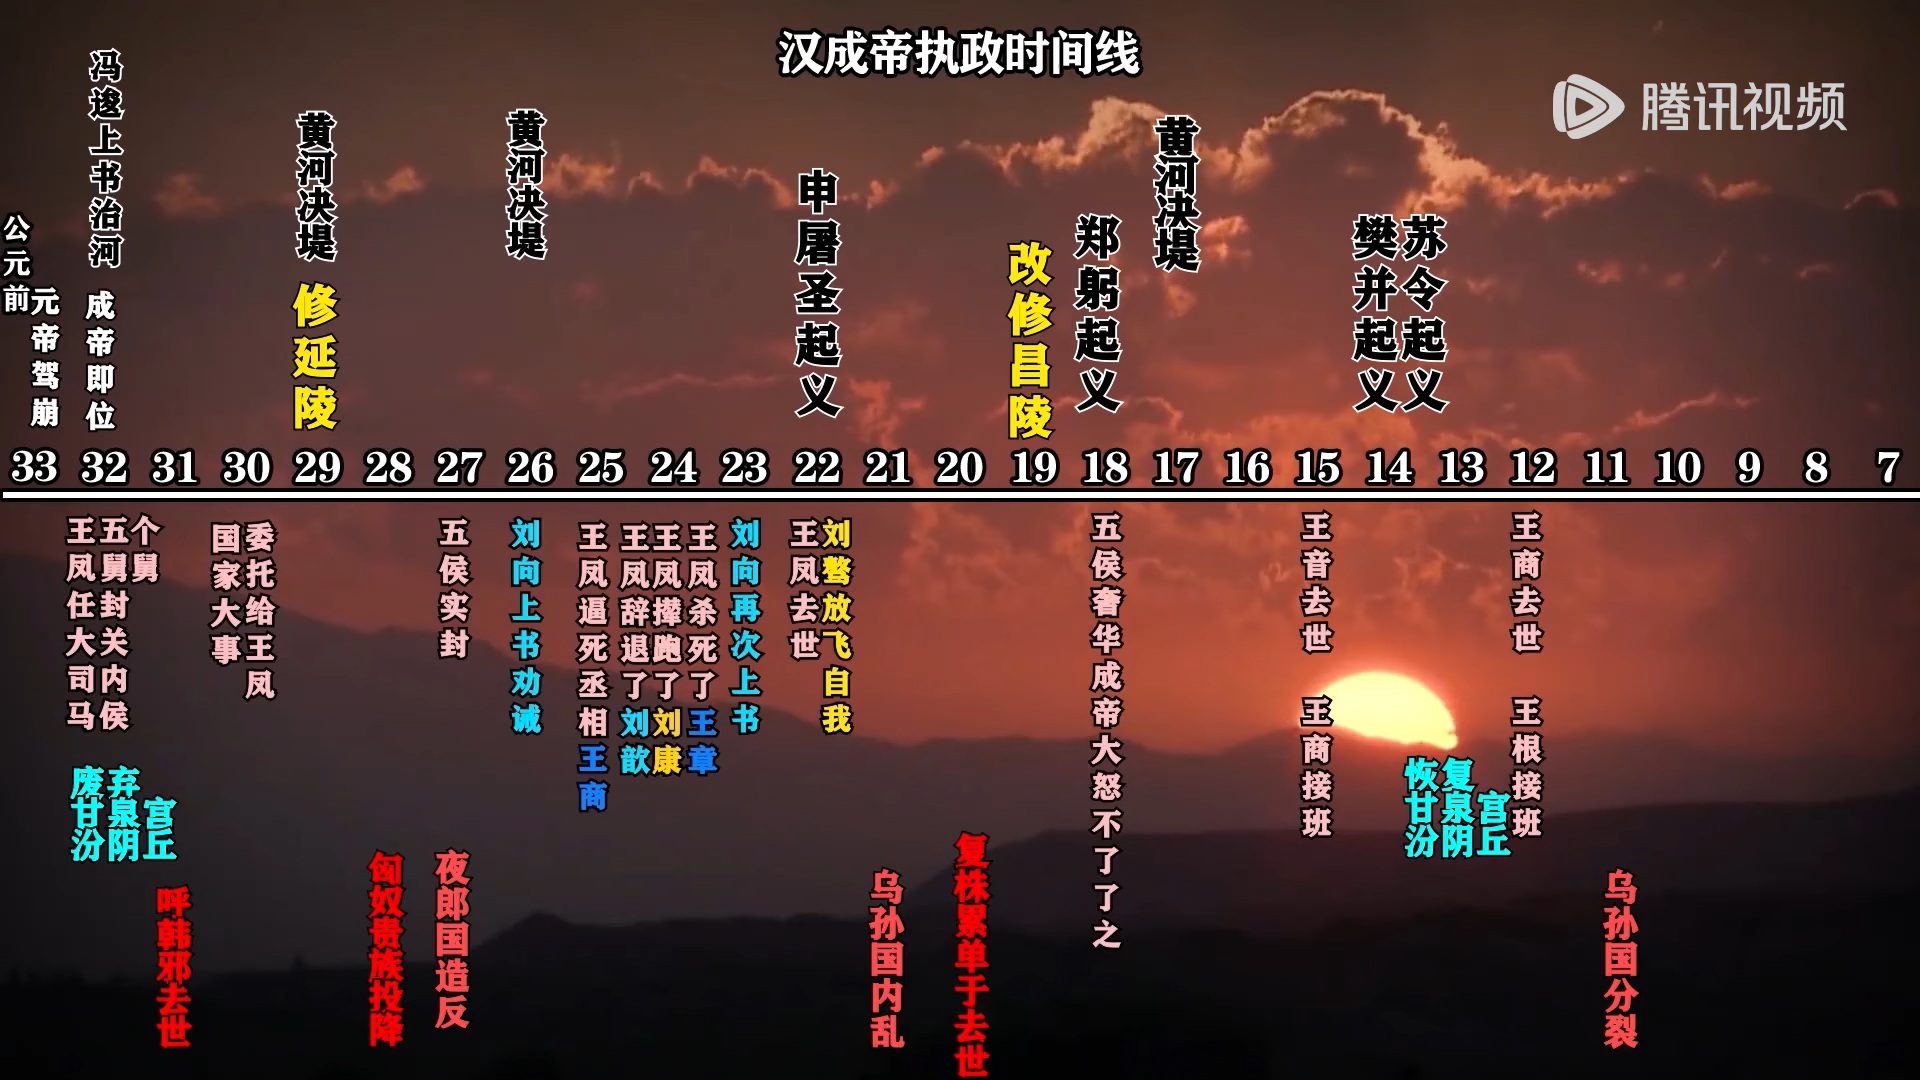 汉成帝执政时间线
腾讯视频
公元前
元帝驾崩
冯逡上书治河
成帝即位
黄河决堤
修延陵
黄河决堤
申屠圣起义
改修昌陵
郑躬起义
黄河决堤
樊并起义
苏令起义
33 32 31 30 29 28 27 26 25 24 23 22 21 20 19 18 17 16 15 14 13 12 11 10 9 8 7
王凤任大司马
五舅封关内侯
个舅
废弃
甘泉宫
汾阴丘
呼韩邪去世
国家大事
委托给王凤
匈奴贵族投降
五侯实封
夜郎国造反
刘向上书劝诫
王凤逼死丞相王商
王凤辞退了刘歆
王凤撵跑了刘康
王凤杀死了王章
刘向再次上书
王凤去世
刘骜放飞自我
乌孙国内乱
复株累单于去世
五侯奢华成帝大怒不了了之
王音去世
王商接班
恢复
甘泉宫
汾阴丘
王商去世
王根接班
乌孙国分裂